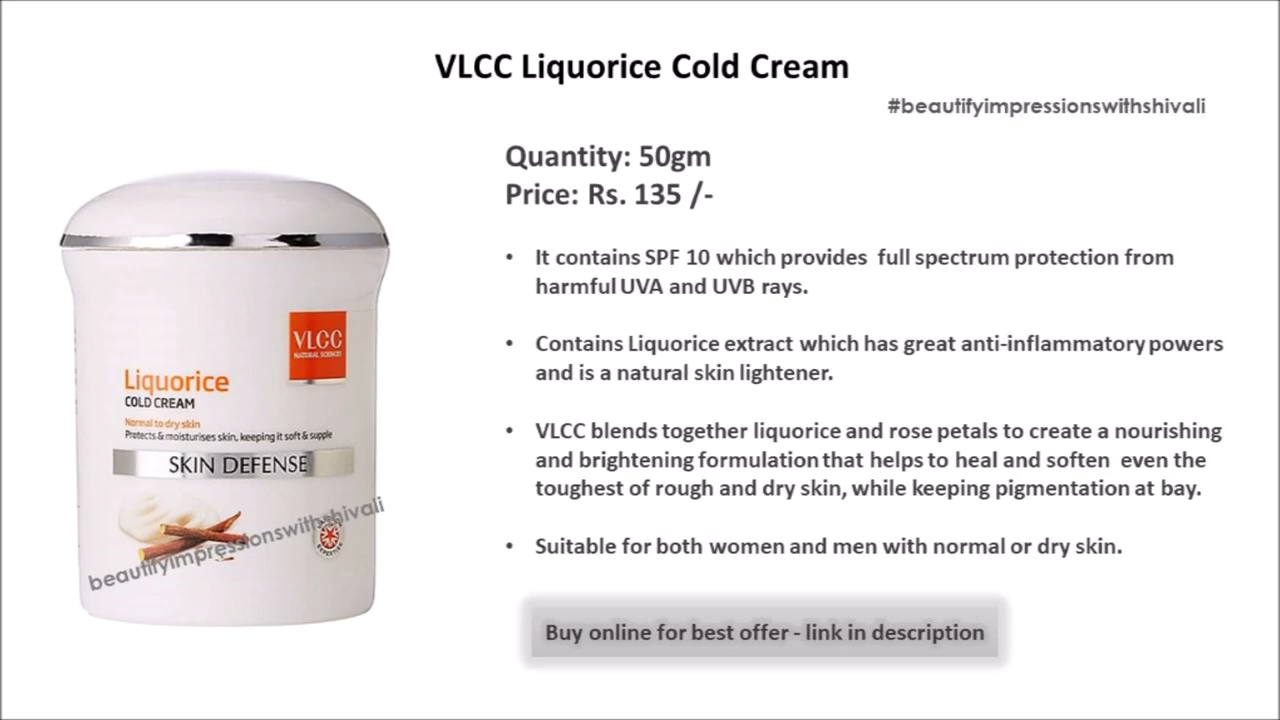 VLCC Liquorice Cold Cream
#beautifyimpressionswithshivali
Quantity: 50gm
Price: Rs. 135 /-
• It contains SPF 10 which provides full spectrum protection from
harmful UVA and UVB rays.
• Contains Liquorice extract which has great anti-inflammatory powers
and is a natural skin lightener.
• VLCC blends together liquorice and rose petals to create a nourishing
and brightening formulation that helps to heal and soften even the
toughest of rough and dry skin, while keeping pigmentation at bay.
• Suitable for both women and men with normal or dry skin.
Buy online for best offer - link in description
VLCC
NATURAL SCIENCES
Liquorice
COLD CREAM
Normal to dry skin
Protects & moisturises skin, keeping it soft & supple
SKIN DEFENSE
beautifyimpressionswithshivali